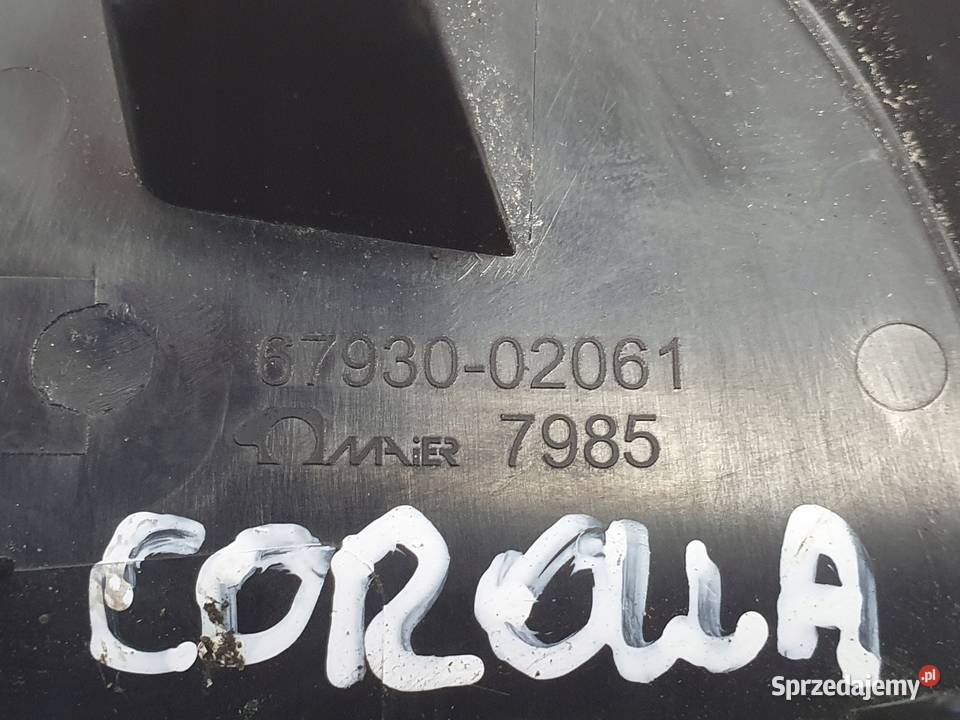 67930-02061
MAiER 7985
COROLLA
Sprzedajemy.pl